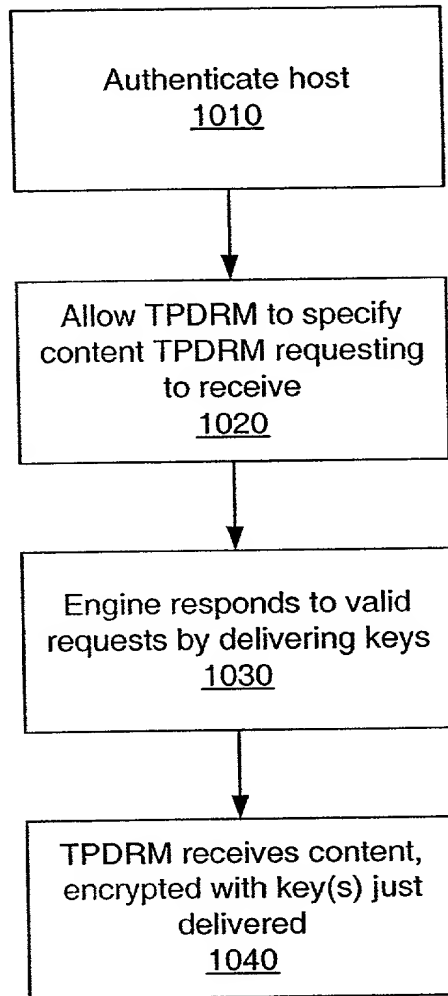 Authenticate host
1010
Allow TPDRM to specify
content TPDRM requesting
to receive
1020
Engine responds to valid
requests by delivering keys
1030
TPDRM receives content,
encrypted with key(s) just
delivered
1040